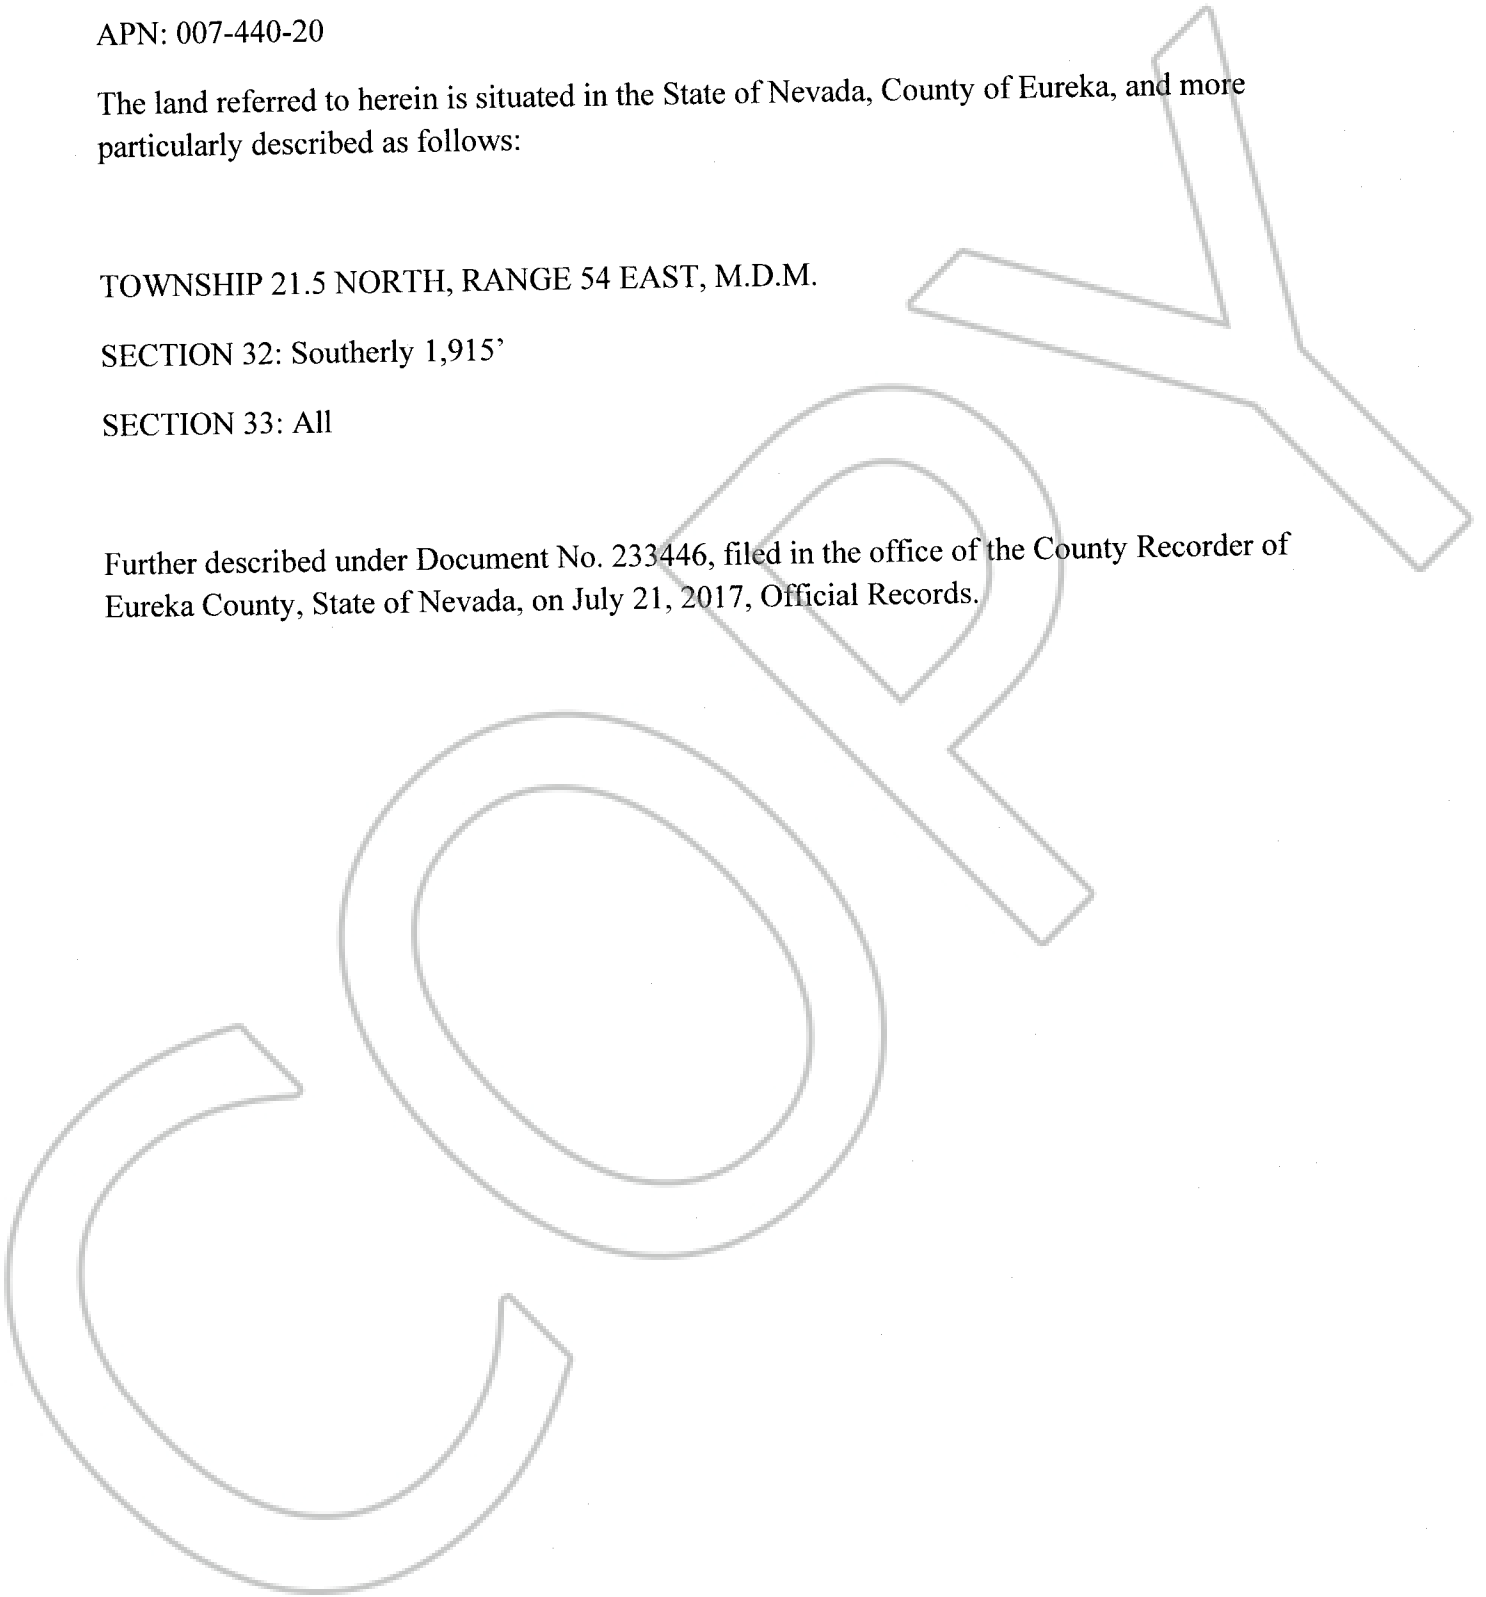 APN: 007-440-20
The land referred to herein is situated in the State of Nevada, County of Eureka, and more
particularly described as follows:
TOWNSHIP 21.5 NORTH, RANGE 54 EAST, M.D.M.
SECTION 32: Southerly 1,915’
SECTION 33: All
Further described under Document No. 233446, filed in the office of the County Recorder of
Eureka County, State of Nevada, on July 21, 2017, Official Records.
COPY